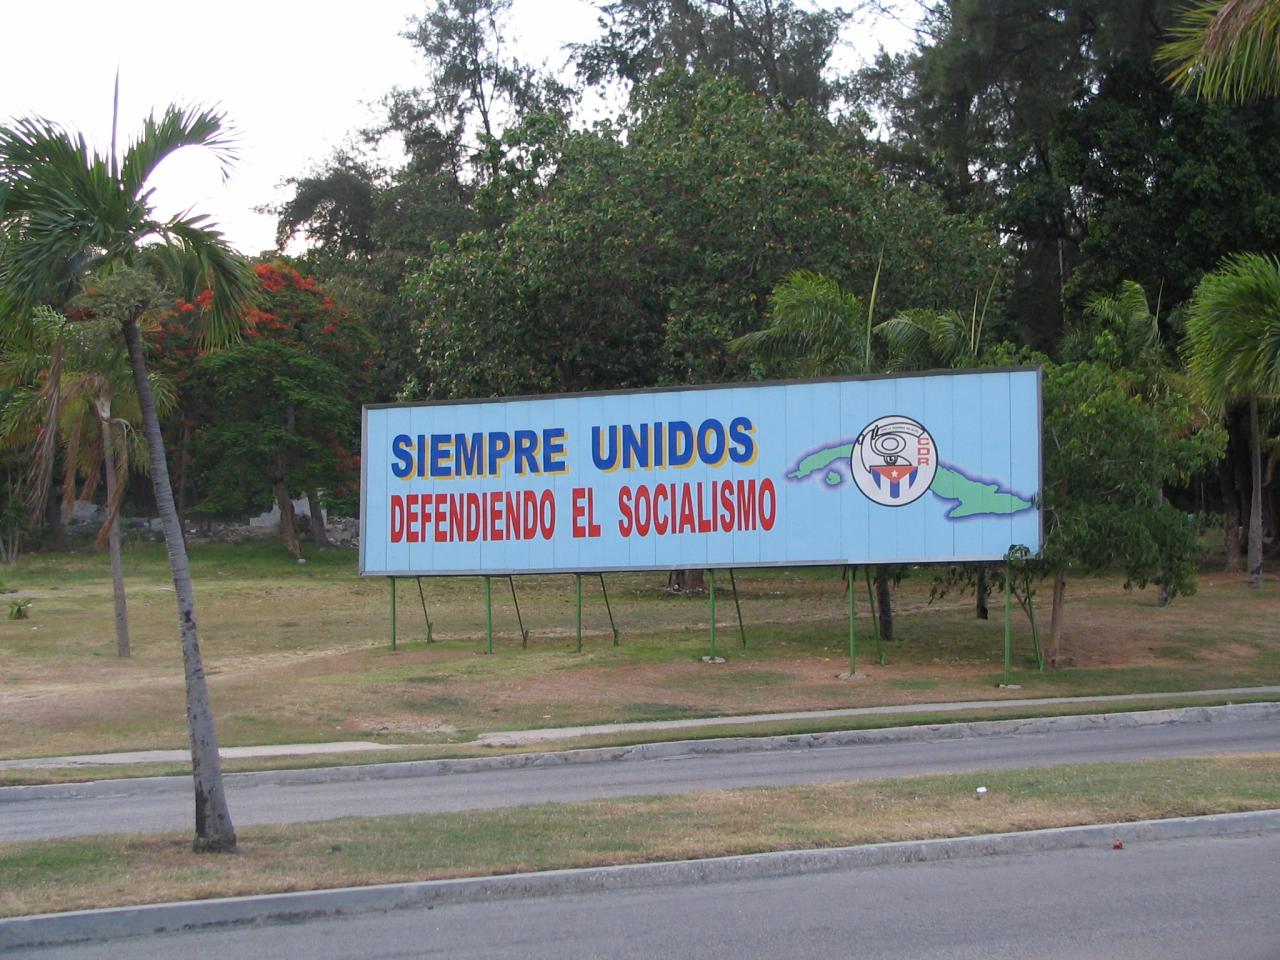 SIEMPRE UNIDOS
DEFENDIENDO EL SOCIALISMO
CDR